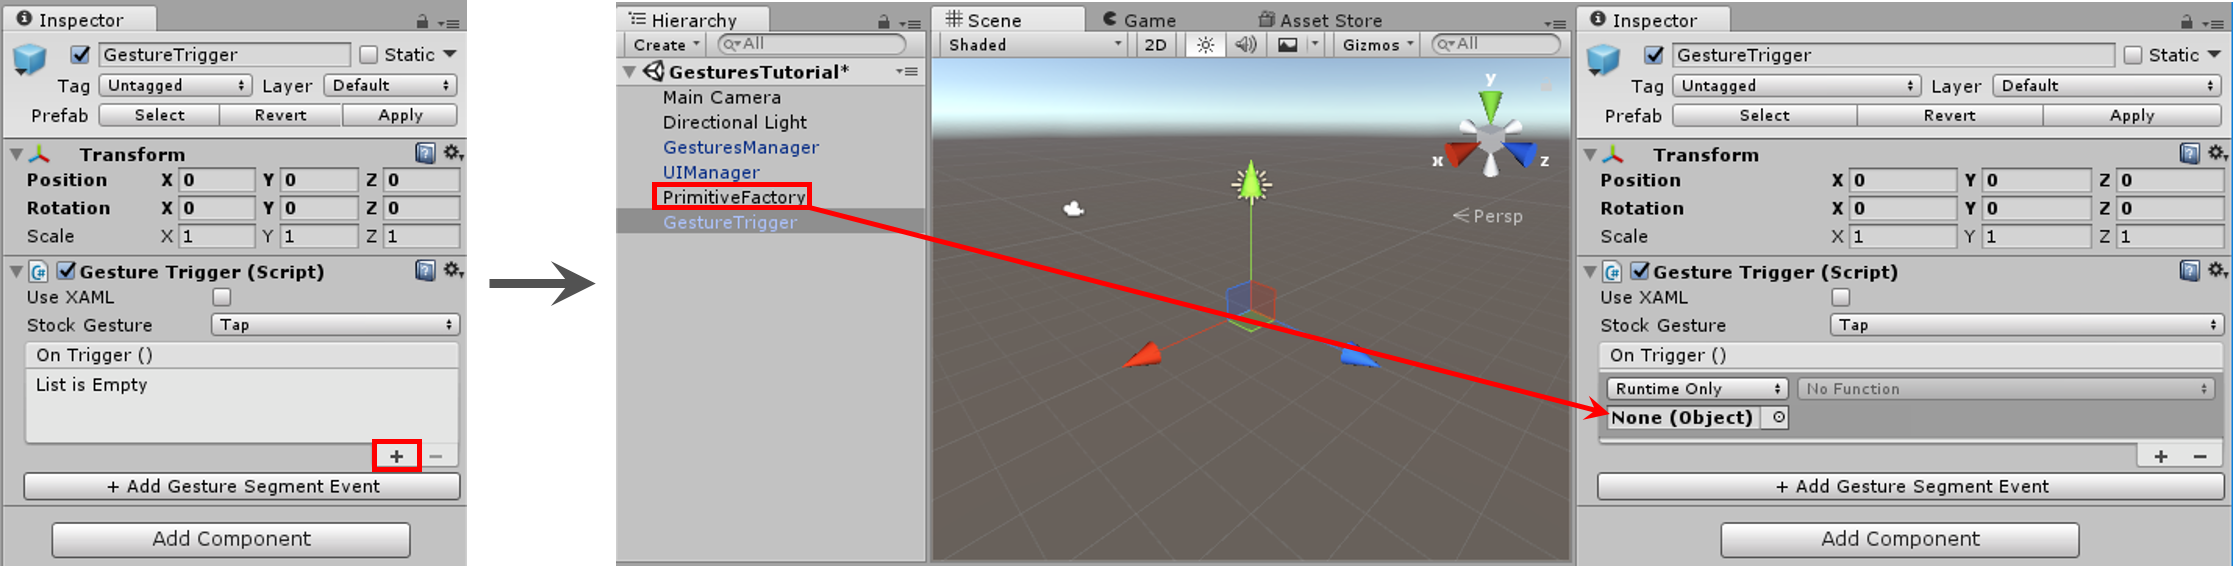 Inspector
GestureTrigger Static
Tag Untagged Layer Default
Prefab Select Revert Apply
Transform
Position X 0 Y 0 Z 0
Rotation X 0 Y 0 Z 0
Scale X 1 Y 1 Z 1
C# Gesture Trigger (Script)
Use XAML
Stock Gesture Tap
On Trigger ()
List is Empty
+ −
+ Add Gesture Segment Event
Add Component
Hierarchy
Create All
GesturesTutorial*
Main Camera
Directional Light
GesturesManager
UIManager
PrimitiveFactory
GestureTrigger
Scene Game Asset Store
Shaded 2D Gizmos All
y
x z
Persp
Inspector
GestureTrigger Static
Tag Untagged Layer Default
Prefab Select Revert Apply
Transform
Position X 0 Y 0 Z 0
Rotation X 0 Y 0 Z 0
Scale X 1 Y 1 Z 1
C# Gesture Trigger (Script)
Use XAML
Stock Gesture Tap
On Trigger ()
Runtime Only No Function
None (Object)
+ −
+ Add Gesture Segment Event
Add Component